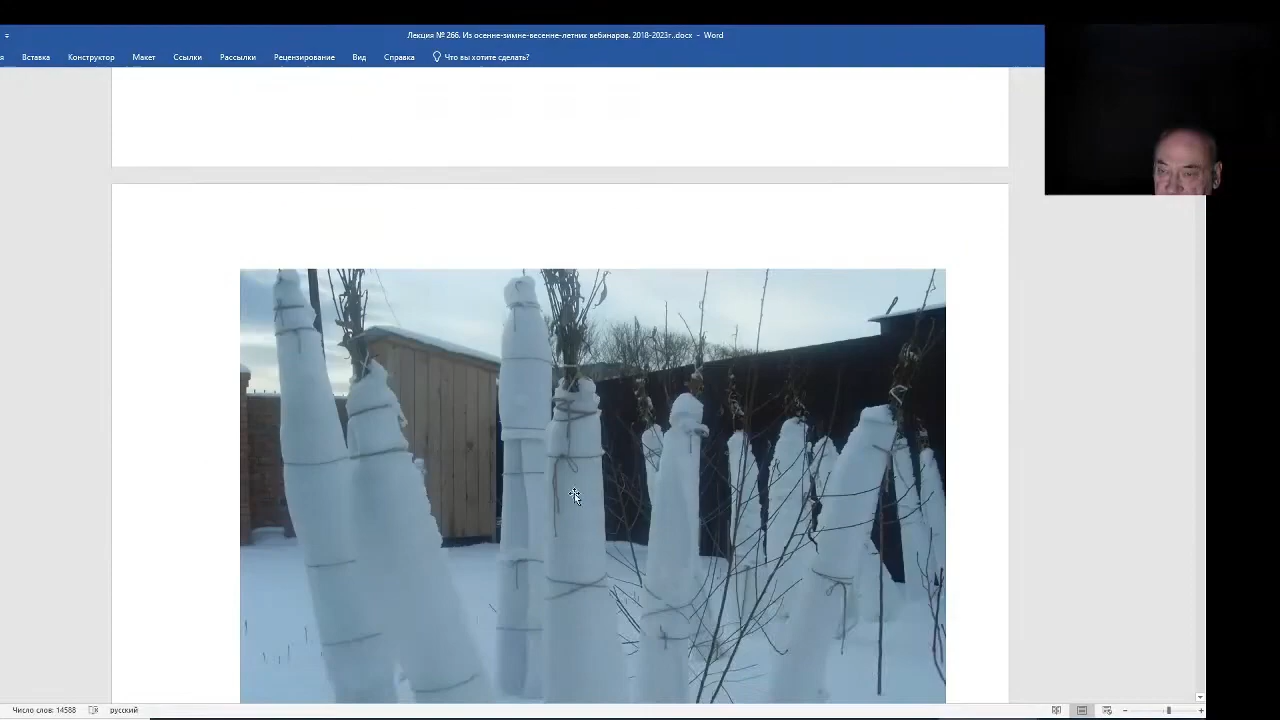 Лекция № 266. Из осенне-зимне-весенне-летних вебинаров. 2018-2023г..docx - Word
я Вставка Конструктор Макет Ссылки Рассылки Рецензирование Вид Справка Что вы хотите сделать?
Число слов: 14588 русский